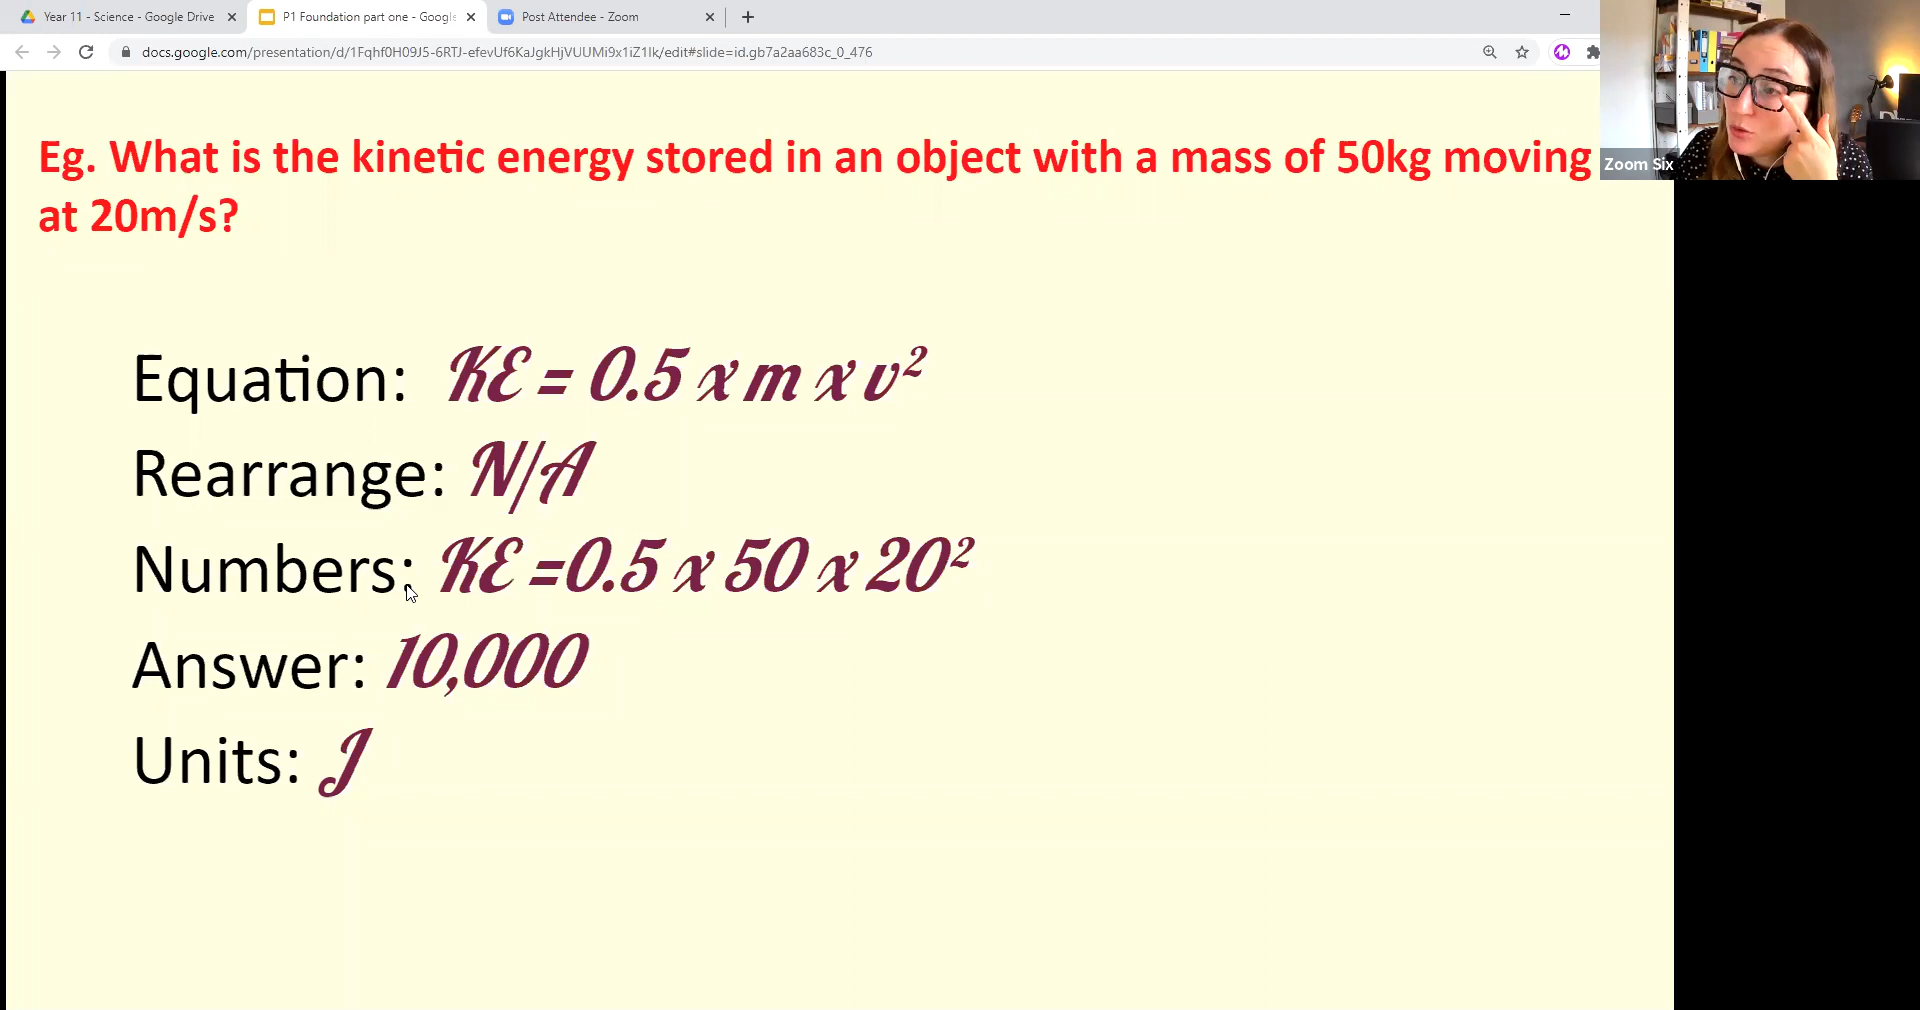 Year 11 - Science - Google Drive
P1 Foundation part one - Google
Post Attendee - Zoom
docs.google.com/presentation/d/1Fqhf0H09J5-6RTJ-efevUf6KaJgkHjVUUMi9x1iZ1Ik/edit#slide=id.gb7a2aa683c_0_476
Zoom Six
Eg. What is the kinetic energy stored in an object with a mass of 50kg moving
at 20m/s?
Equation: KE = 0.5 x m x v²
Rearrange: N/A
Numbers: KE =0.5 x 50 x 20²
Answer: 10,000
Units: J